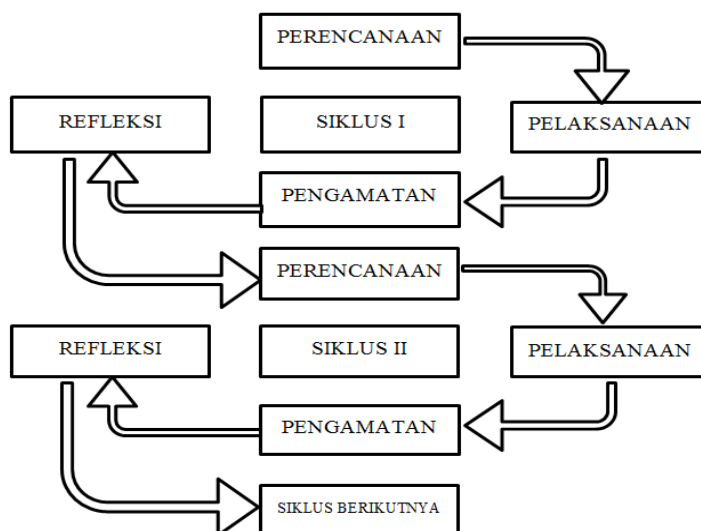 PERENCANAAN
REFLEKSI
SIKLUS I
PELAKSANAAN
PENGAMATAN
PERENCANAAN
REFLEKSI
SIKLUS II
PELAKSANAAN
PENGAMATAN
SIKLUS BERIKUTNYA